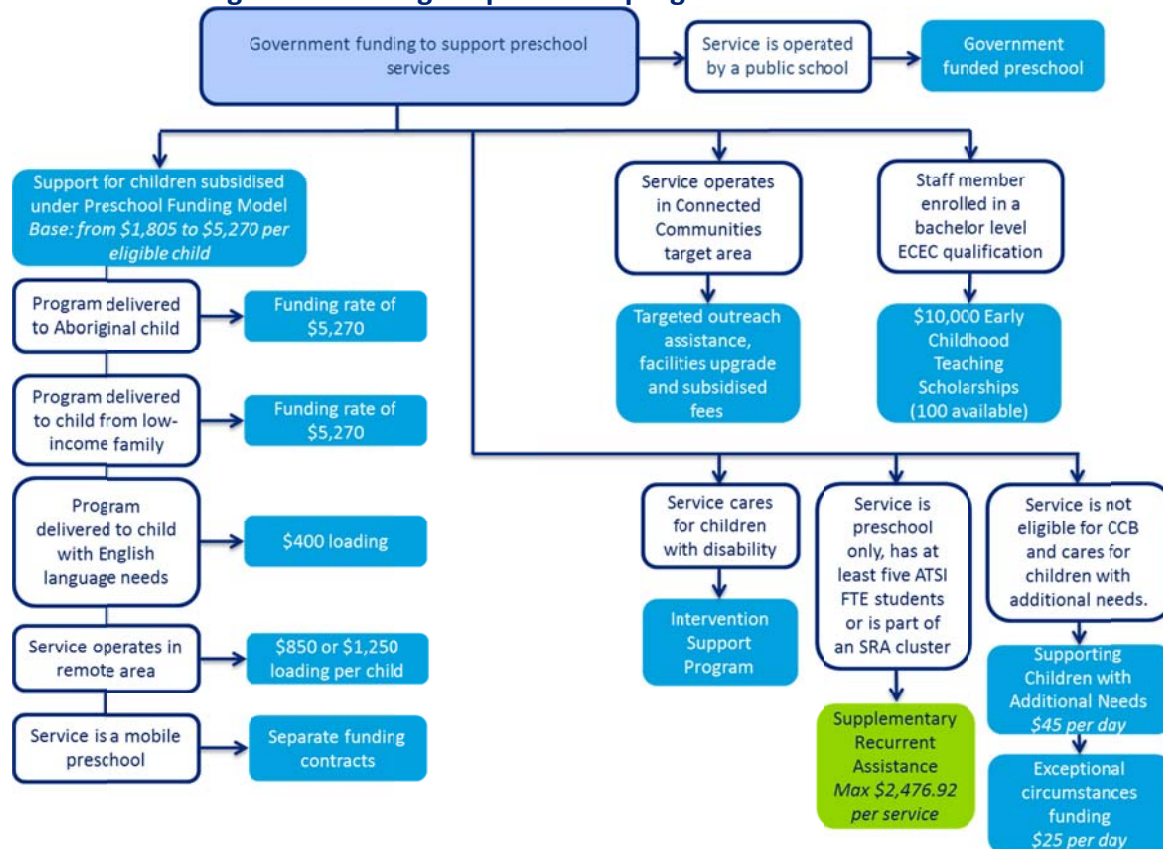 Government funding to support preschool
services
Service is operated
by a public school
Government
funded preschool
Support for children subsidised
under Preschool Funding Model
Base: from $1,805 to $5,270 per
eligible child
Program delivered
to Aboriginal child
Funding rate of
$5,270
Program delivered
to child from low-
income family
Funding rate of
$5,270
Program
delivered to child
with English
language needs
$400 loading
Service operates in
remote area
$850 or $1,250
loading per child
Service is a mobile
preschool
Separate funding
contracts
Service operates
in Connected
Communities
target area
Targeted outreach
assistance,
facilities upgrade
and subsidised
fees
Staff member
enrolled in a
bachelor level
ECEC qualification
$10,000 Early
Childhood
Teaching
Scholarships
(100 available)
Service cares
for children
with disability
Intervention
Support
Program
Service is
preschool
only, has at
least five ATSI
FTE students
or is part of
an SRA cluster
Supplementary
Recurrent
Assistance
Max $2,476.92
per service
Service is not
eligible for CCB
and cares for
children with
additional needs.
Supporting
Children with
Additional Needs
$45 per day
Exceptional
circumstances
funding
$25 per day